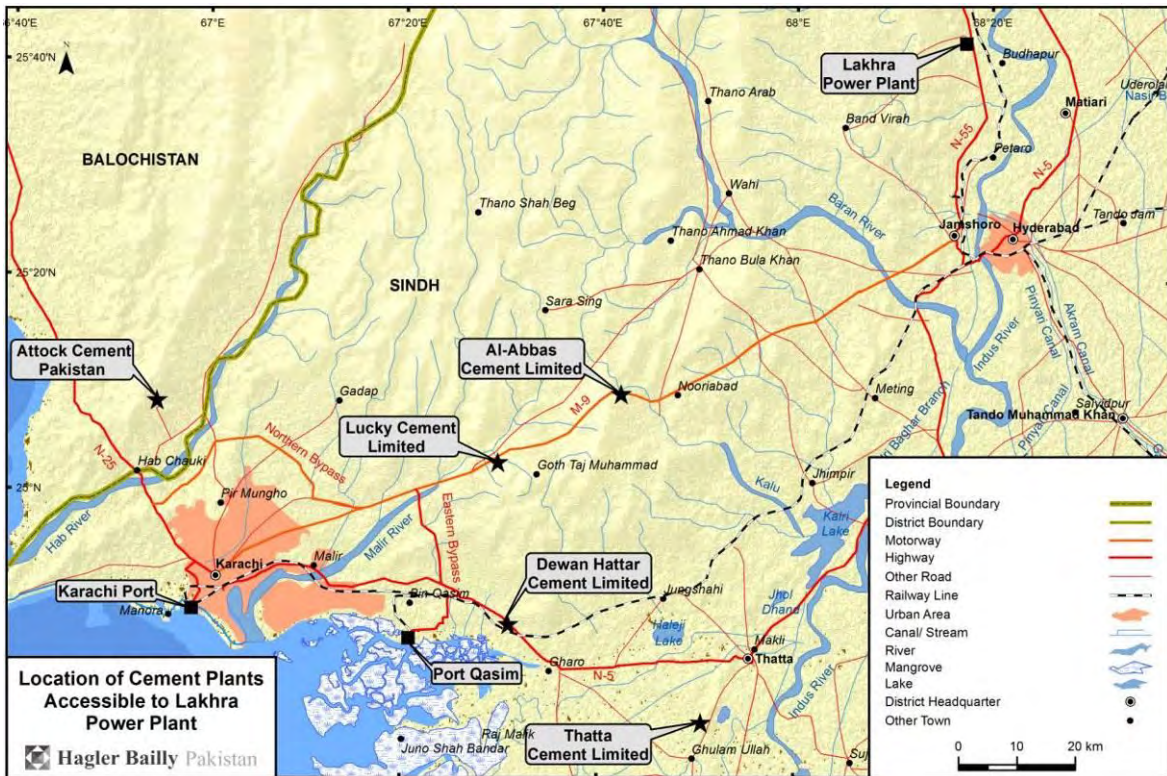 66°40'E
67°E
67°20'E
67°40'E
68°E
68°20'E
25°40'N
25°20'N
25°N
N
BALOCHISTAN
SINDH
Lakhra
Power Plant
Budhapur
Matiari
Thano Arab
Band Virah
N-55
Petaro
N-5
Wahi
Thano Shah Beg
Thano Ahmad Khan
Thano Bula Khan
Baran River
Jamshoro
Hyderabad
Tando Jam
Sara Sing
Attock Cement
Pakistan
Al-Abbas
Cement Limited
Nooriabad
Gadap
M-9
Lucky Cement
Limited
Goth Taj Muhammad
Northern Bypass
Pinyari Canal
Akram Canal
Indus River
Meting
Saiyidpur
Tando Muhammad Khan
Pinyari Canal
Baghar Branch
N-25
Hab Chauki
Hab River
Pir Mungho
Malir River
Eastern Bypass
Jhimpir
Kalu
Kalri
Lake
Karachi
Malir
Karachi Port
Manora
Bin Qasim
Dewan Hattar
Cement Limited
Jungshahi
Haleji
Lake
Jhol
Dhand
Makli
Thatta
Port Qasim
Gharo
N-5
Indus River
Thatta
Cement Limited
Raj Malik
Juno Shah Bandar
Ghulam Ullah
Location of Cement Plants
Accessible to Lakhra
Power Plant
Hagler Bailly Pakistan
Legend
Provincial Boundary
District Boundary
Motorway
Highway
Other Road
Railway Line
Urban Area
Canal/ Stream
River
Mangrove
Lake
District Headquarter
Other Town
0 10 20 km